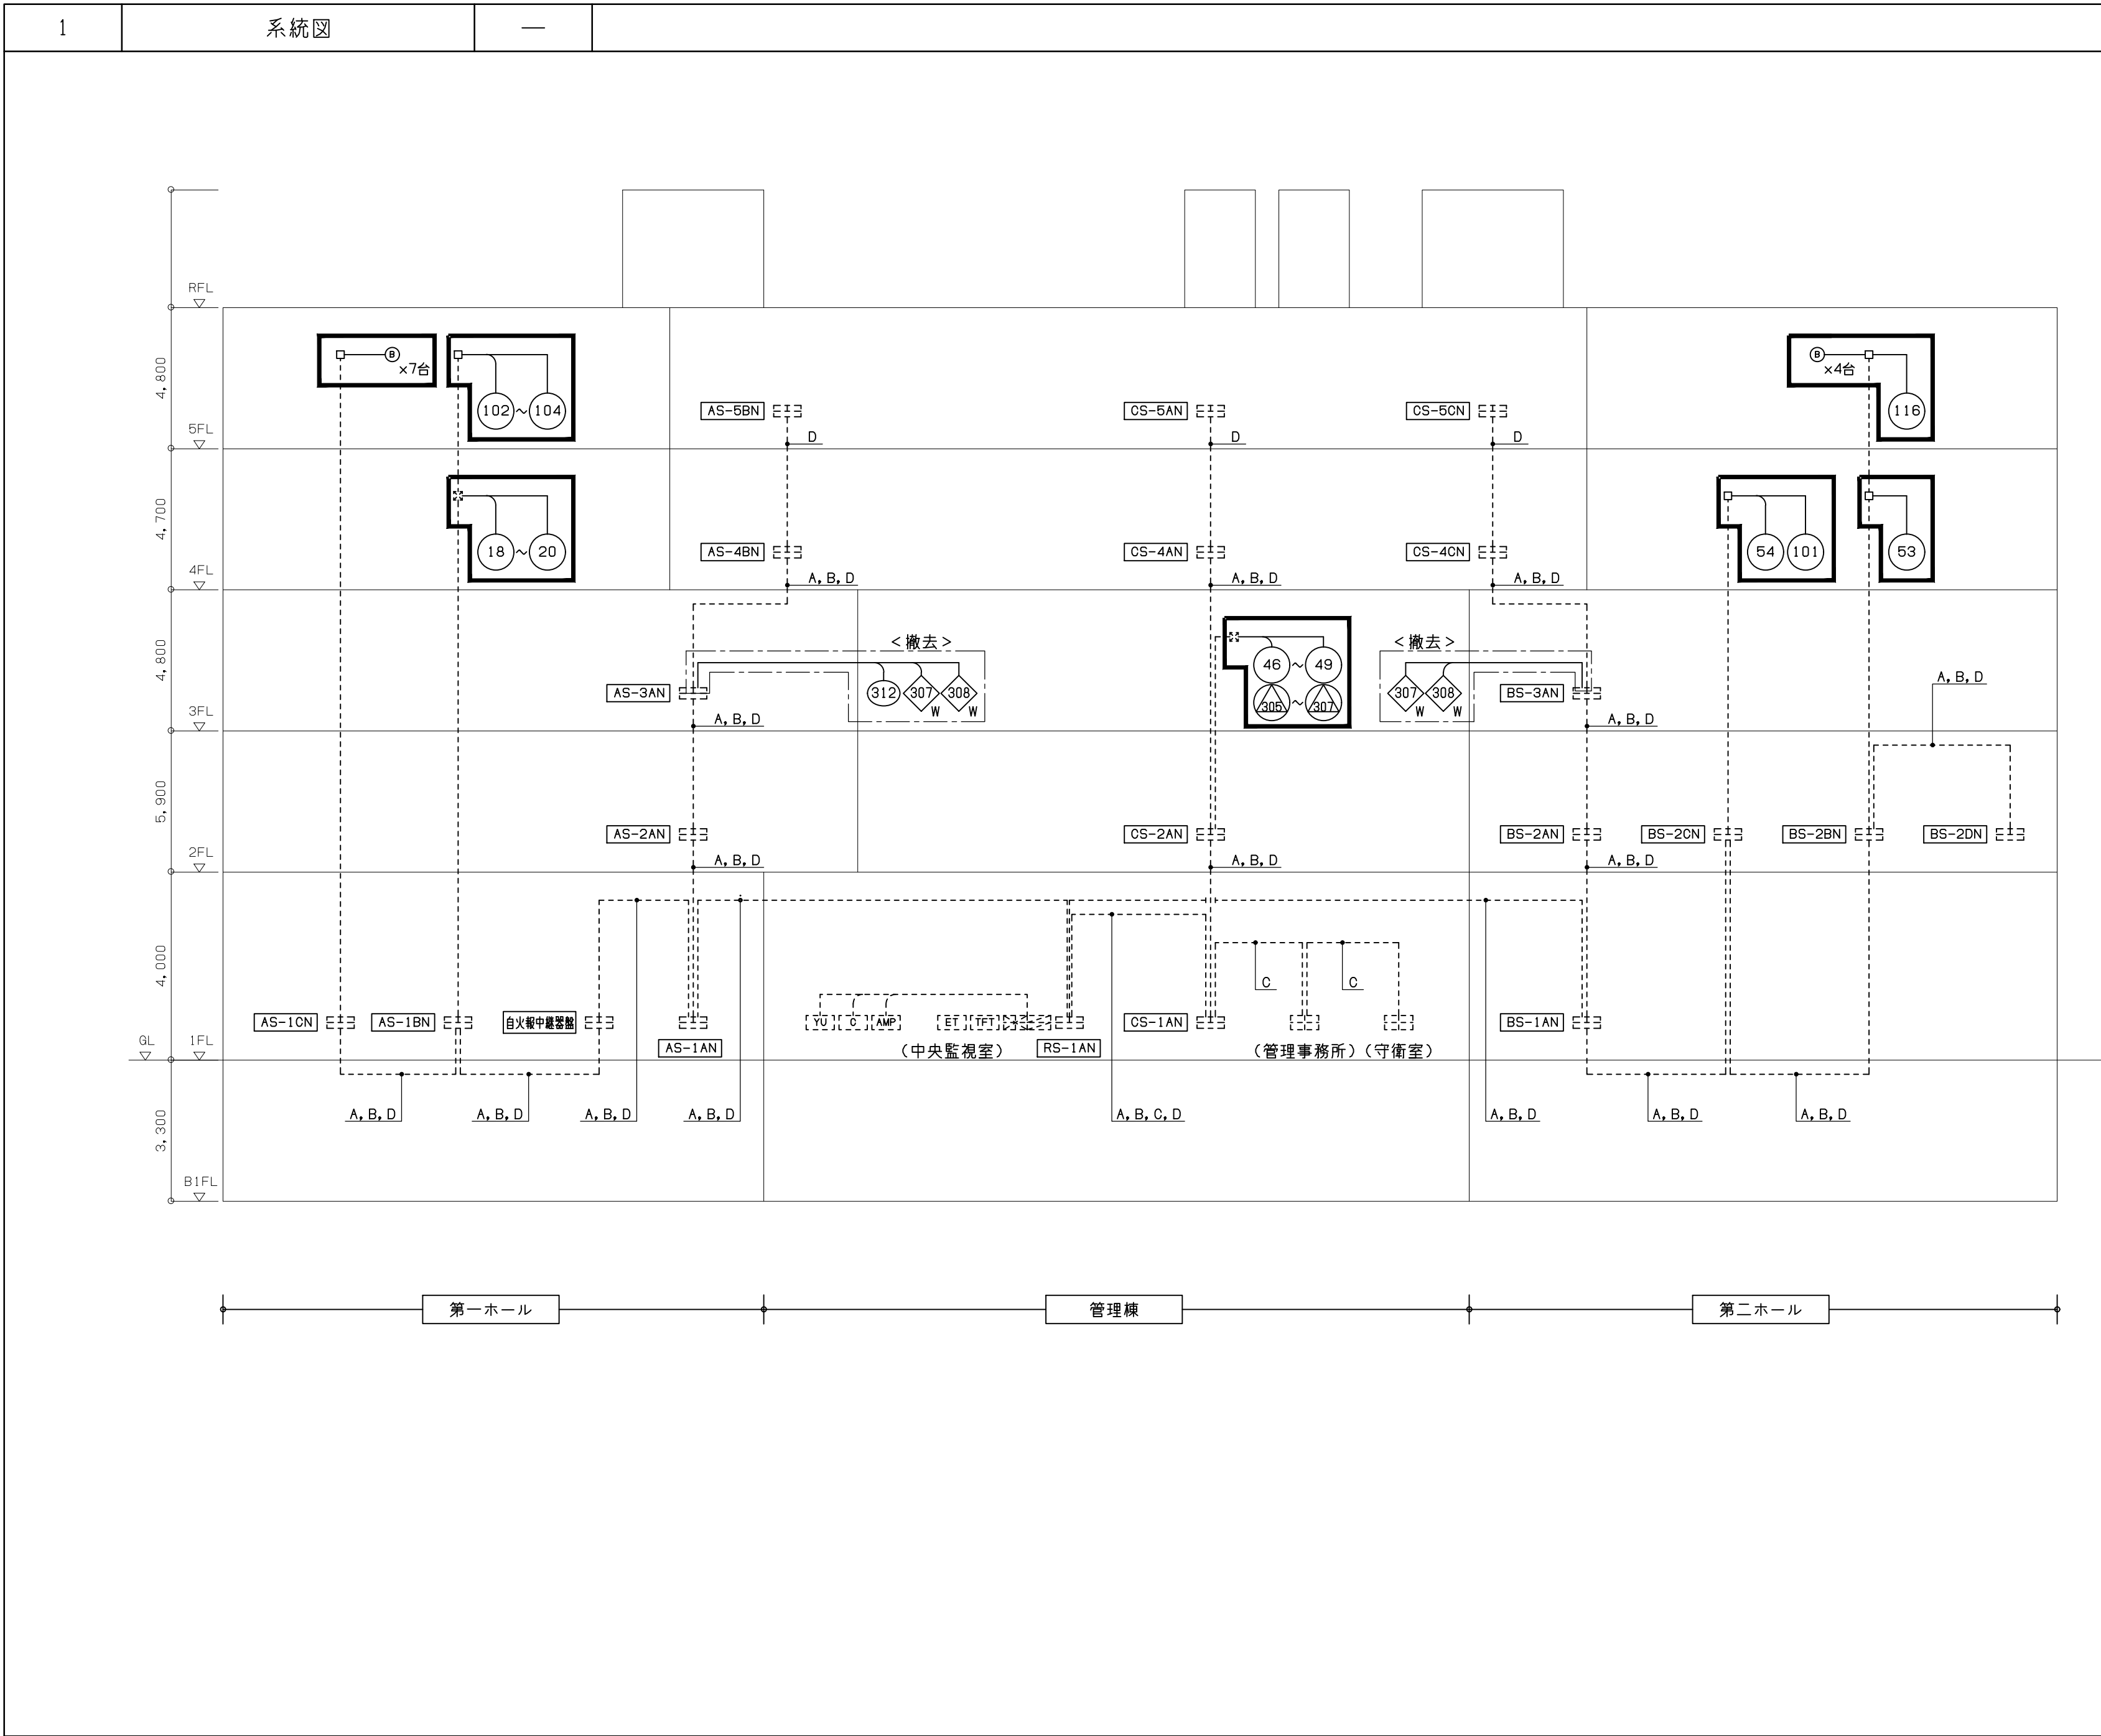 1 系統図 —
RFL
B ×7台
B ×4台
4,800
102～104
116
AS-5BN
CS-5AN
CS-5CN
5FL
D
D
D
4,700
18～20
54 101
53
AS-4BN
CS-4AN
CS-4CN
4FL
A,B,D
A,B,D
A,B,D
＜撤去＞
＜撤去＞
4,800
46～49
A,B,D
AS-3AN
312 307 308
W W
305～307
307 308
W W
BS-3AN
3FL
A,B,D
A,B,D
5,900
AS-2AN
CS-2AN
BS-2AN
BS-2CN
BS-2BN
BS-2DN
2FL
A,B,D
A,B,D
A,B,D
4,000
C
C
AS-1CN
AS-1BN
自火報中継器盤
YU C AMP ET TFT
CS-1AN
BS-1AN
GL 1FL
AS-1AN
(中央監視室)
RS-1AN
(管理事務所)(守衛室)
3,300
A,B,D
A,B,D
A,B,D
A,B,D
A,B,C,D
A,B,D
A,B,D
A,B,D
B1FL
第一ホール
管理棟
第二ホール